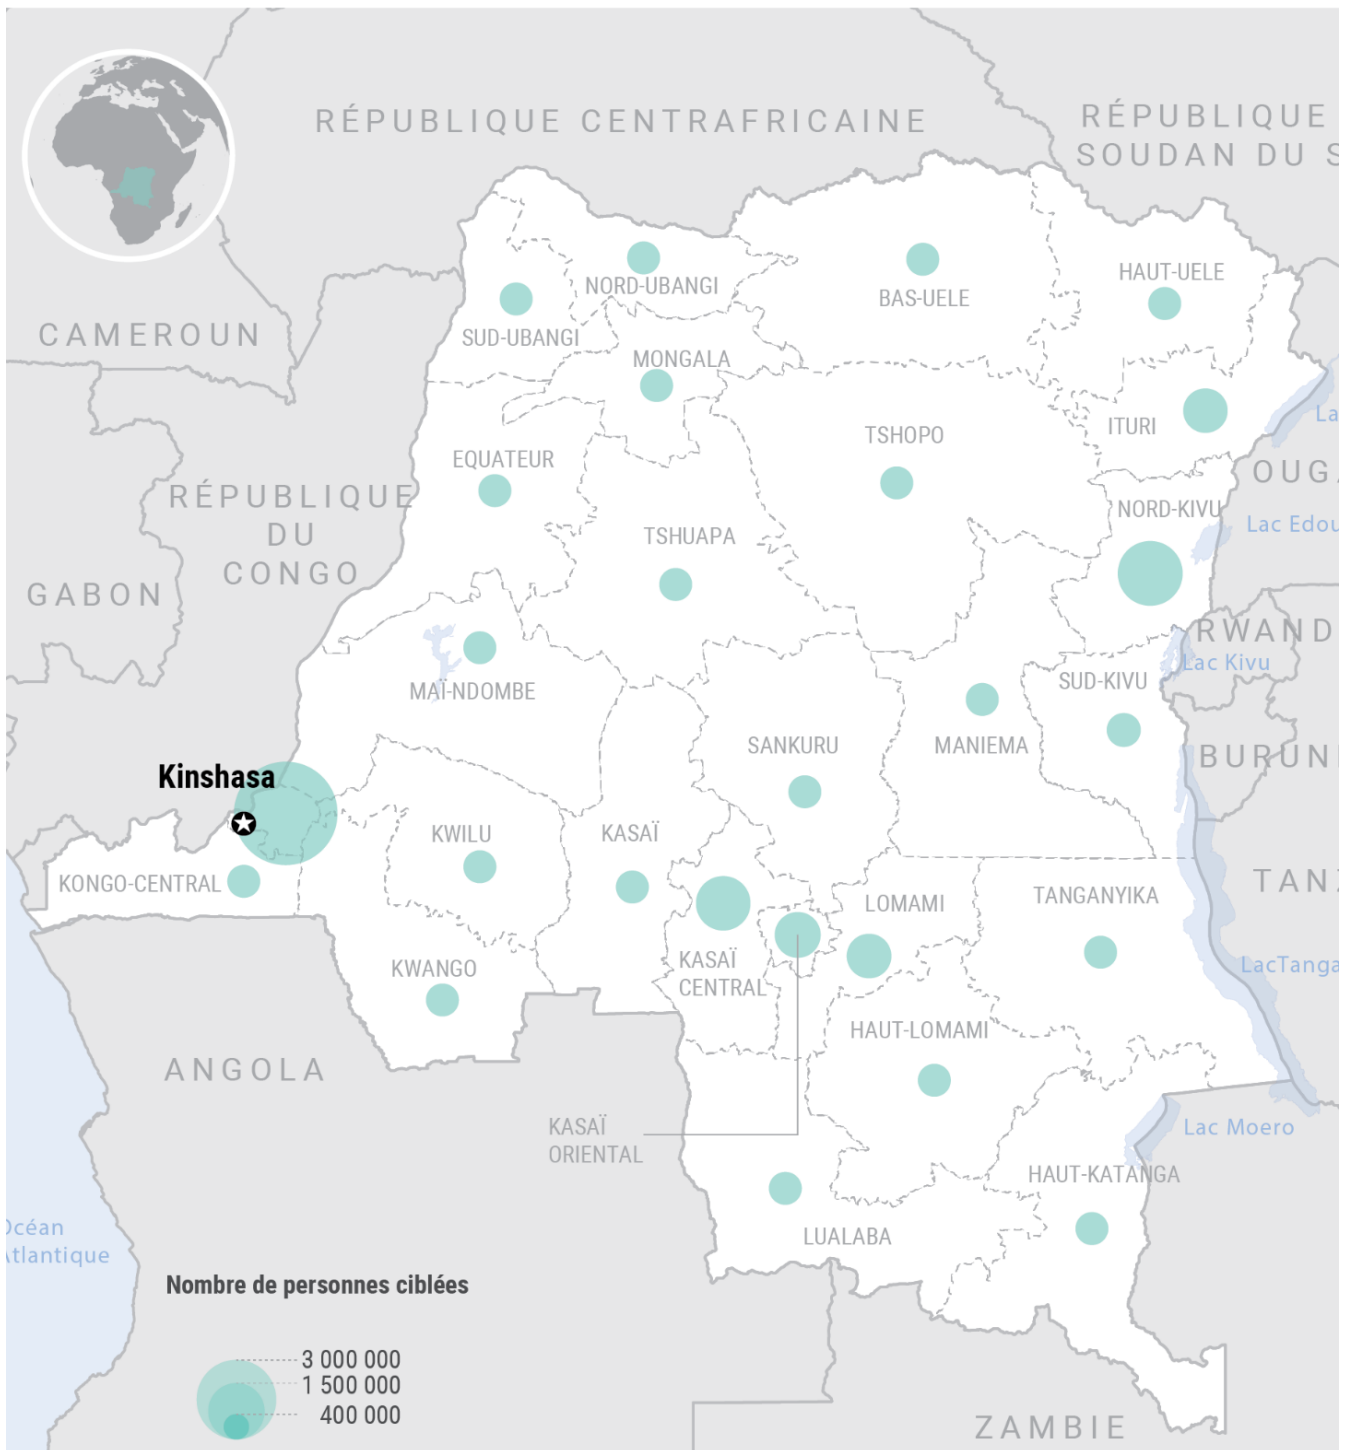 RÉPUBLIQUE CENTRAFRICAINE
RÉPUBLIQUE
SOUDAN DU S
HAUT-UELE
NORD-UBANGI
BAS-UELE
CAMEROUN
SUD-UBANGI
MONGALA
La
ITURI
TSHOPO
EQUATEUR
OUGA
RÉPUBLIQUE
DU
CONGO
NORD-KIVU
Lac Edou
TSHUAPA
GABON
RWAND
Lac Kivu
SUD-KIVU
MAÏ-NDOMBE
SANKURU
MANIEMA
BURUN
Kinshasa
KWILU
KASAÏ
KONGO-CENTRAL
TANZ
LOMAMI
TANGANYIKA
KASAÏ
CENTRAL
KWANGO
LacTanga
HAUT-LOMAMI
ANGOLA
KASAÏ
ORIENTAL
Lac Moero
HAUT-KATANGA
Océan
Atlantique
LUALABA
Nombre de personnes ciblées
3 000 000
1 500 000
400 000
ZAMBIE